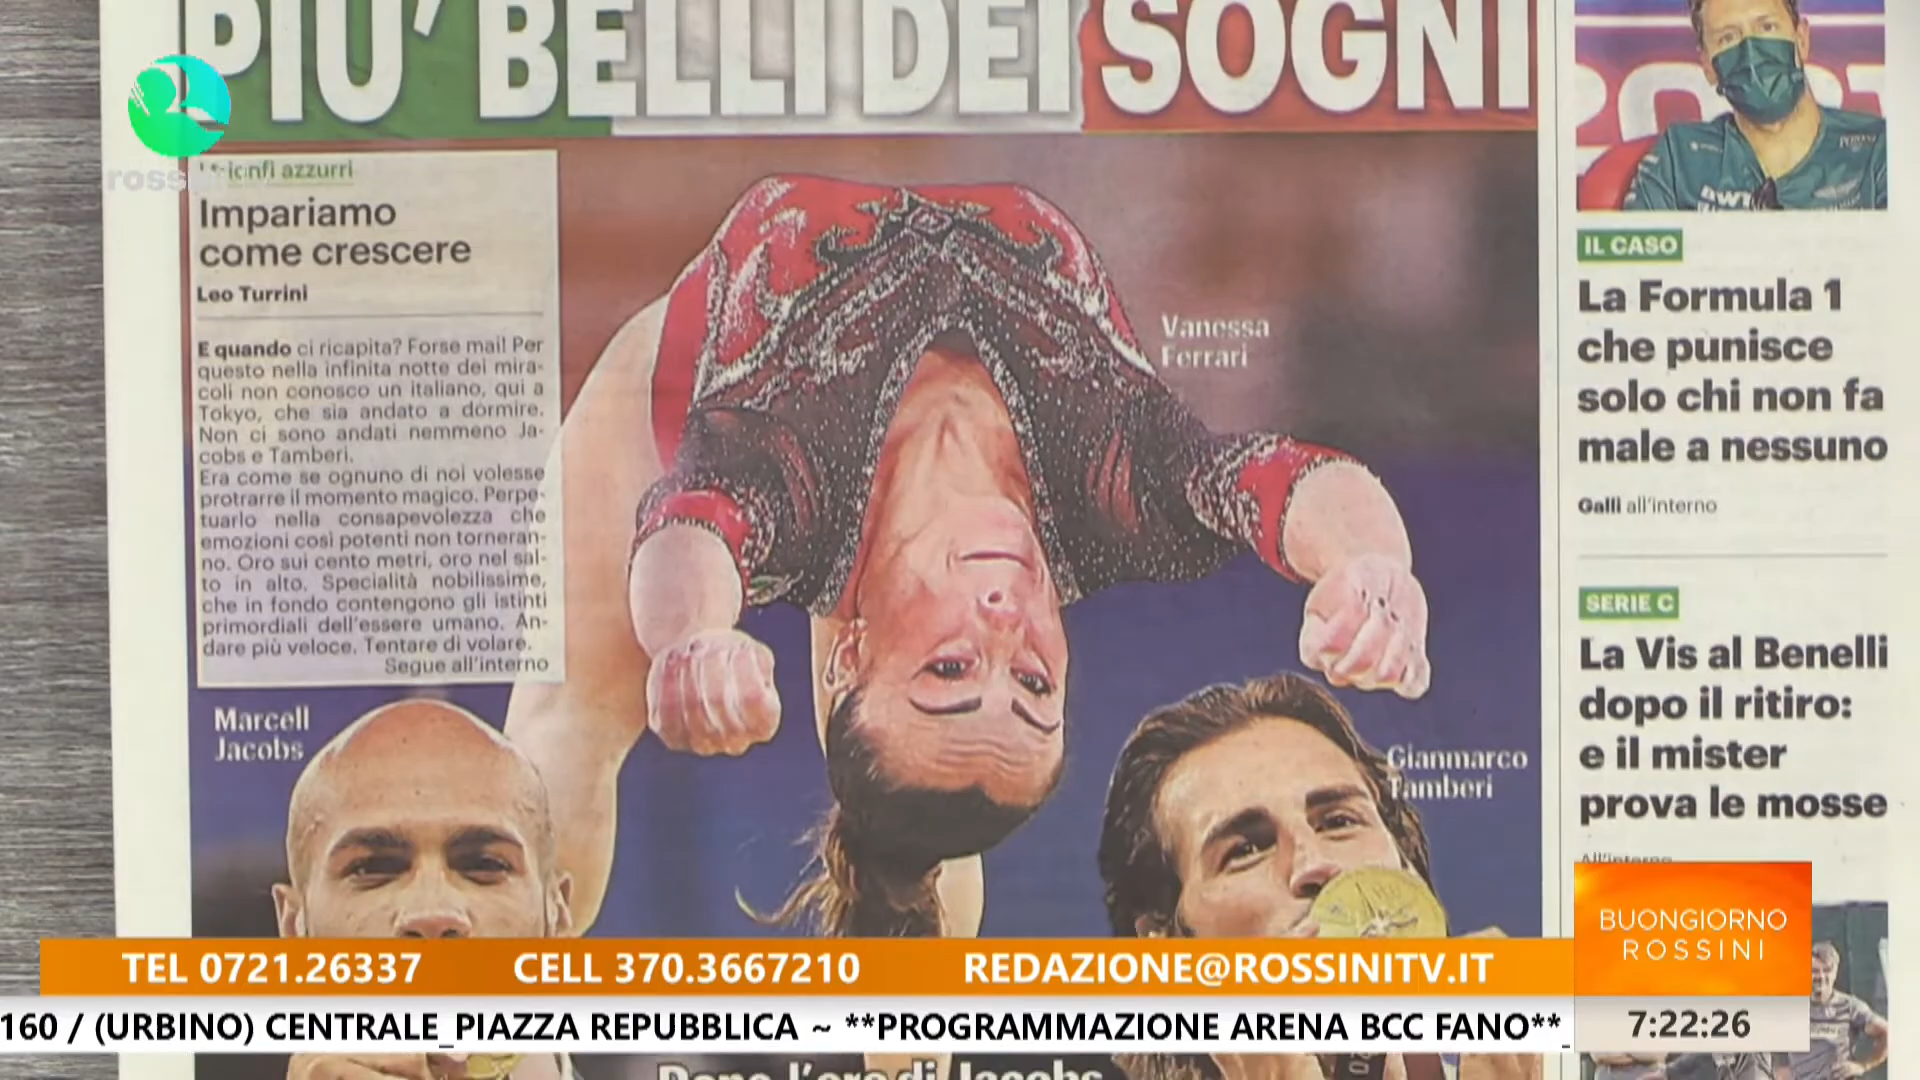 PIU' BELLI DEI SOGNI
azzurri
Impariamo
come crescere
Leo Turrini
E quando ci ricapita? Forse mai! Per
questo nella infinita notte dei mira-
coli non conosco un italiano, qui a
Tokyo, che sia andato a dormire.
Non ci sono andati nemmeno Ja-
cobs e Tamberi.
Era come se ognuno di noi volesse
protrarre il momento magico. Perpe-
tuarlo nella consapevolezza che
emozioni così potenti non torneran-
no. Oro sui cento metri, oro nel sal-
to in alto. Specialità nobilissime,
che in fondo contengono gli istinti
primordiali dell'essere umano. An-
dare più veloce. Tentare di volare.
Segue all'interno
Vanessa
Ferrari
Marcell
Jacobs
Gianmarco
Tamberi
IL CASO
La Formula 1
che punisce
solo chi non fa
male a nessuno
Galli all'interno
SERIE C
La Vis al Benelli
dopo il ritiro:
e il mister
prova le mosse
All'interno
BUONGIORNO
ROSSINI
TEL 0721.26337 CELL 370.3667210 REDAZIONE@ROSSINITV.IT
160 / (URBINO) CENTRALE_PIAZZA REPUBBLICA ~ **PROGRAMMAZIONE ARENA BCC FANO**_
7:22:26
Dopo l'oro di Jacobs